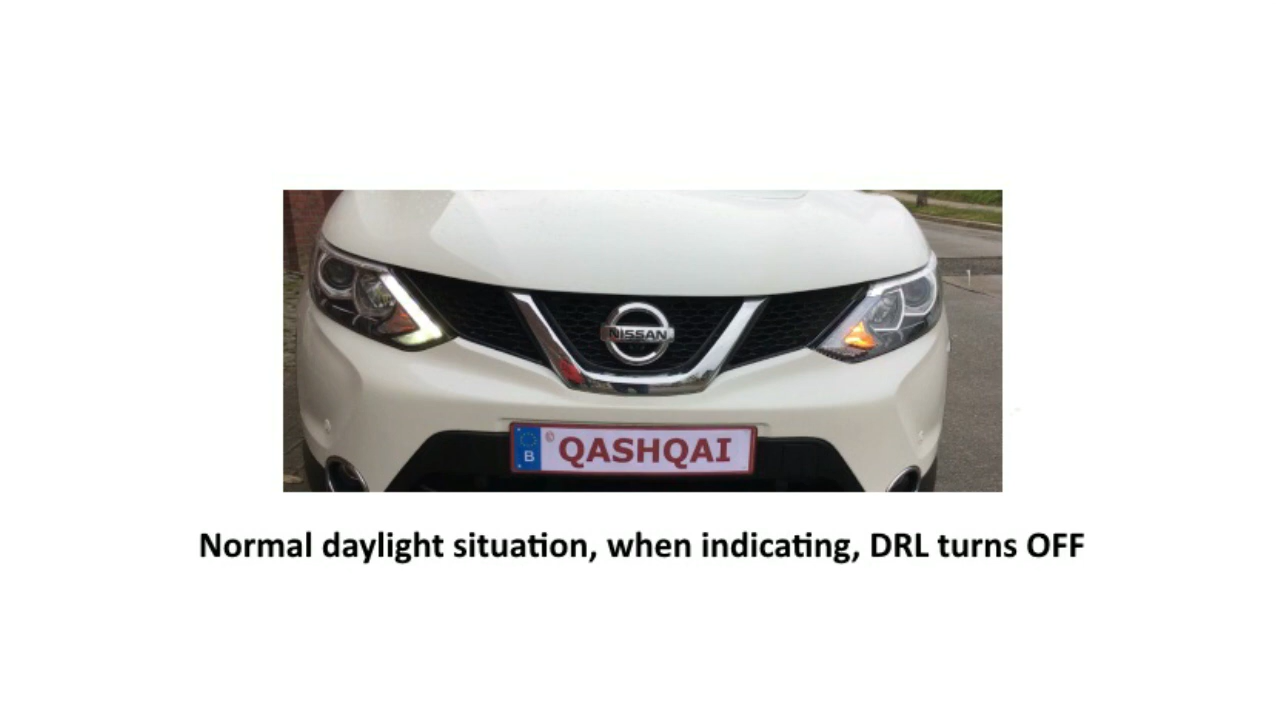 NISSAN
B QASHQAI
Normal daylight situation, when indicating, DRL turns OFF